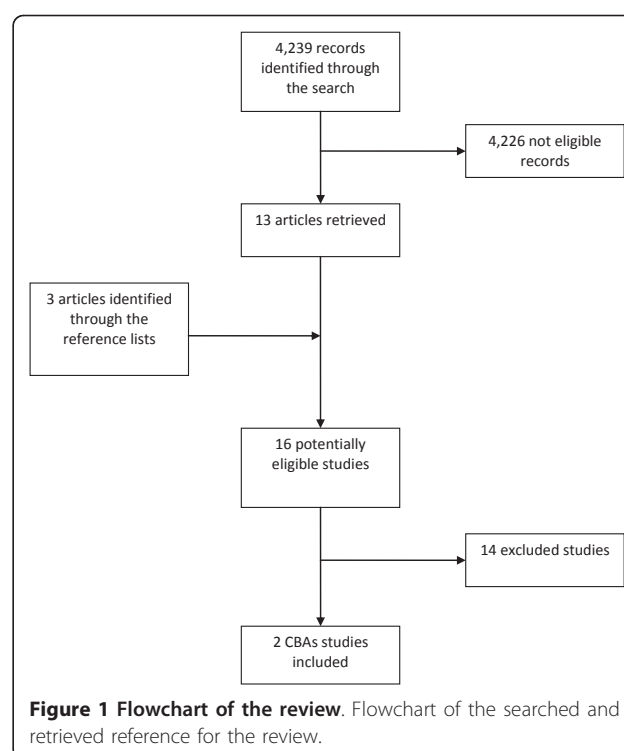 4,239 records
identified through
the search
4,226 not eligible
records
13 articles retrieved
3 articles identified
through the
reference lists
16 potentially
eligible studies
14 excluded studies
2 CBAs studies
included
Figure 1 Flowchart of the review. Flowchart of the searched and
retrieved reference for the review.